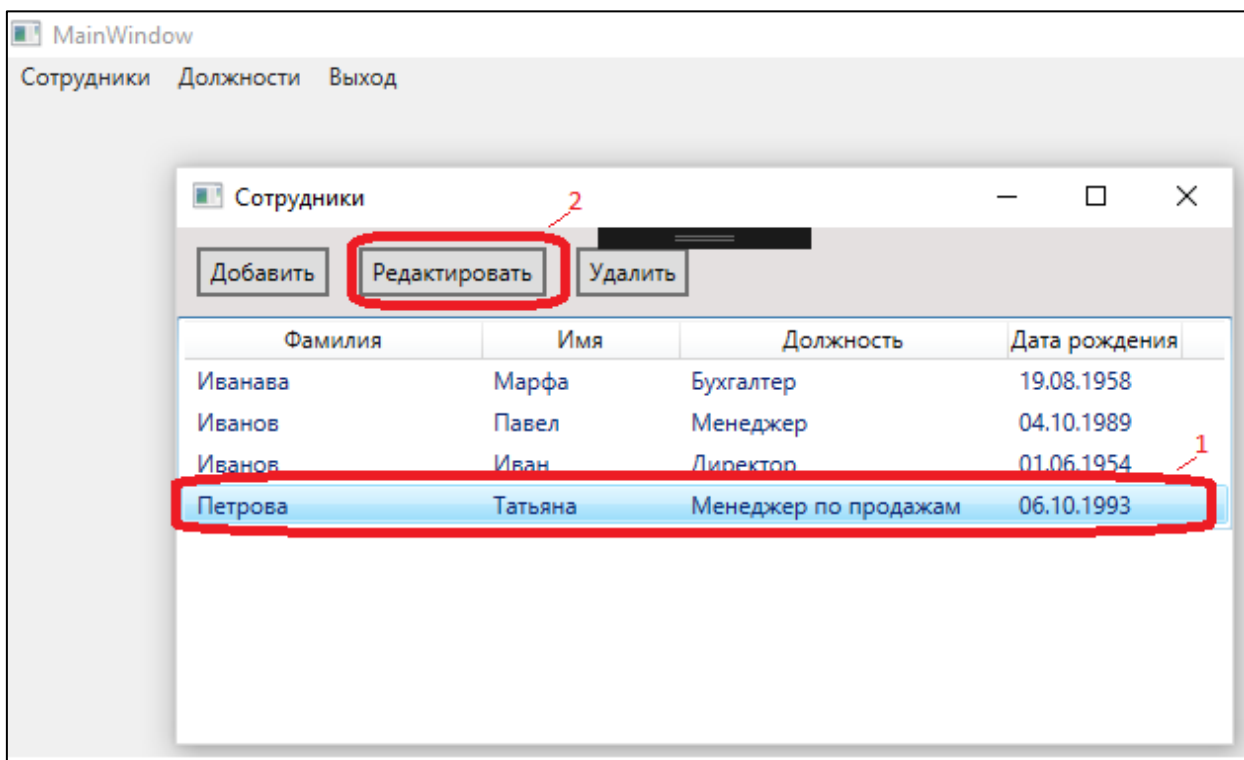 MainWindow
Сотрудники Должности Выход
Сотрудники
2
Добавить Редактировать Удалить
Фамилия Имя Должность Дата рождения
Иванава Марфа Бухгалтер 19.08.1958
Иванов Павел Менеджер 04.10.1989
Иванов Иван Директор 01.06.1954
1
Петрова Татьяна Менеджер по продажам 06.10.1993